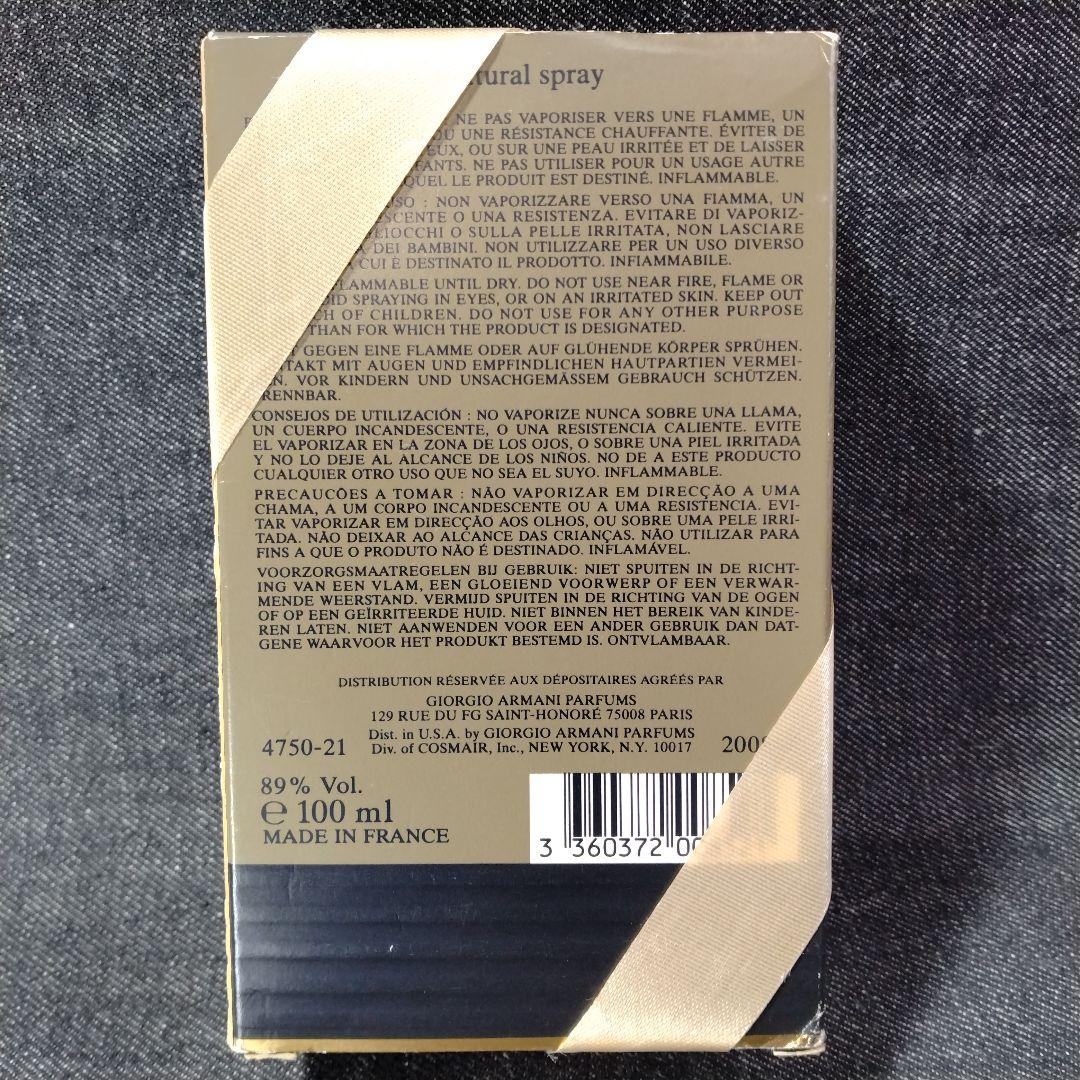 spray
NE PAS VAPORISER VERS UNE FLAMME, UN
UNE RÉSISTANCE CHAUFFANTE. ÉVITER DE
OU SUR UNE PEAU IRRITÉE ET DE LAISSER
NE PAS UTILISER POUR UN USAGE AUTRE
LE PRODUIT EST DESTINÉ. INFLAMMABLE.
: NON VAPORIZZARE VERSO UNA FIAMMA, UN
O UNA RESISTENZA. EVITARE DI VAPORIZ-
O SULLA PELLE IRRITATA, NON LASCIARE
DEI BAMBINI. NON UTILIZZARE PER UN USO DIVERSO
CUI È DESTINATO IL PRODOTTO. INFIAMMABILE.
UNTIL DRY. DO NOT USE NEAR FIRE, FLAME OR
SPRAYING IN EYES, OR ON AN IRRITATED SKIN. KEEP OUT
OF CHILDREN. DO NOT USE FOR ANY OTHER PURPOSE
THAN FOR WHICH THE PRODUCT IS DESIGNATED.
GEGEN EINE FLAMME ODER AUF GLÜHENDE KÖRPER SPRÜHEN.
MIT AUGEN UND EMPFINDLICHEN HAUTPARTIEN VERMEI-
VOR KINDERN UND UNSACHGEMÄSSEM GEBRAUCH SCHÜTZEN.
CONSEJOS DE UTILIZACIÓN : NO VAPORIZE NUNCA SOBRE UNA LLAMA,
UN CUERPO INCANDESCENTE, O UNA RESISTENCIA CALIENTE. EVITE
EL VAPORIZAR EN LA ZONA DE LOS OJOS, O SOBRE UNA PIEL IRRITADA
Y NO LO DEJE AL ALCANCE DE LOS NIÑOS. NO DE A ESTE PRODUCTO
CUALQUIER OTRO USO QUE NO SEA EL SUYO. INFLAMMABLE.
PRECAUCÕES A TOMAR : NÃO VAPORIZAR EM DIRECÇÃO A UMA
CHAMA, A UM CORPO INCANDESCENTE OU A UMA RESISTENCIA. EVI-
TAR VAPORIZAR EM DIRECÇÃO AOS OLHOS, OU SOBRE UMA PELE IRRI-
TADA. NÃO DEIXAR AO ALCANCE DAS CRIANÇAS. NÃO UTILIZAR PARA
FINS A QUE O PRODUTO NÃO É DESTINADO. INFLAMÁVEL.
VOORZORGSMAATREGELEN BIJ GEBRUIK: NIET SPUITEN IN DE RICHT-
ING VAN EEN VLAM, EEN GLOEIEND VOORWERP OF EEN VERWAR-
MENDE WEERSTAND. VERMIJD SPUITEN IN DE RICHTING VAN DE OGEN
OF OP EEN GEÏRRITEERDE HUID. NIET BINNEN HET BEREIK VAN KINDE-
REN LATEN. NIET AANWENDEN VOOR EEN ANDER GEBRUIK DAN DAT-
GENE WAARVOOR HET PRODUKT BESTEMD IS. ONTVLAMBAAR.
DISTRIBUTION RÉSERVÉE AUX DÉPOSITAIRES AGRÉÉS PAR
GIORGIO ARMANI PARFUMS
129 RUE DU FG SAINT-HONORÉ 75008 PARIS
Dist. in U.S.A. by GIORGIO ARMANI PARFUMS
4750-21 Div. of COSMAIR, Inc., NEW YORK, N.Y. 10017
89% Vol.
℮ 100 ml
MADE IN FRANCE
3 360372